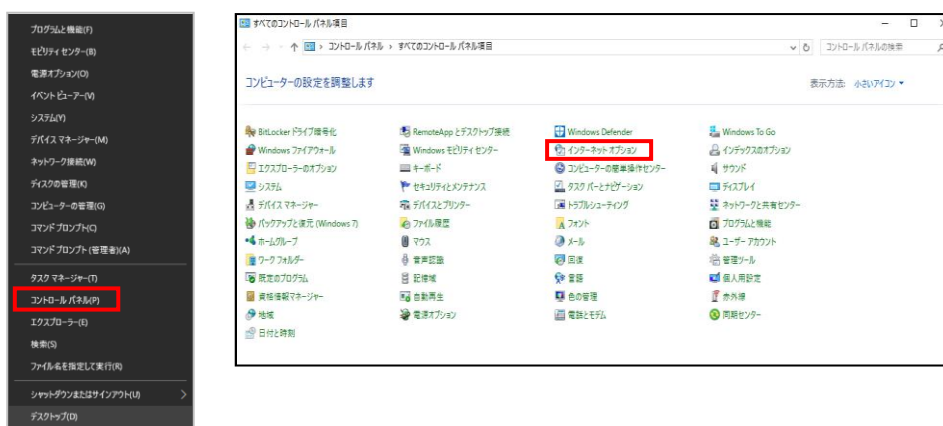 プログラムと機能(F)
モビリティ センター(B)
電源オプション(O)
イベント ビューアー(V)
システム(Y)
デバイス マネージャー(M)
ネットワーク接続(W)
ディスクの管理(K)
コンピューターの管理(G)
コマンド プロンプト(C)
コマンド プロンプト (管理者)(A)
タスク マネージャー(T)
コントロール パネル(P)
エクスプローラー(E)
検索(S)
ファイル名を指定して実行(R)
シャットダウンまたはサインアウト(U)
デスクトップ(D)
すべてのコントロール パネル項目
コントロール パネル › すべてのコントロール パネル項目
コントロール パネルの検索
コンピューターの設定を調整します
表示方法: 小さいアイコン
BitLocker ドライブ暗号化 RemoteApp とデスクトップ接続 Windows Defender Windows To Go
Windows ファイアウォール Windows モビリティ センター インターネット オプション インデックスのオプション
エクスプローラーのオプション キーボード コンピューターの簡単操作センター サウンド
システム セキュリティとメンテナンス タスク バーとナビゲーション ディスプレイ
デバイス マネージャー デバイスとプリンター トラブルシューティング ネットワークと共有センター
バックアップと復元 (Windows 7) ファイル履歴 フォント プログラムと機能
ホームグループ マウス メール ユーザー アカウント
ワーク フォルダー 音声認識 回復 管理ツール
既定のプログラム 記憶域 言語 個人用設定
資格情報マネージャー 自動再生 色の管理 赤外線
地域 電源オプション 電話とモデム 同期センター
日付と時刻